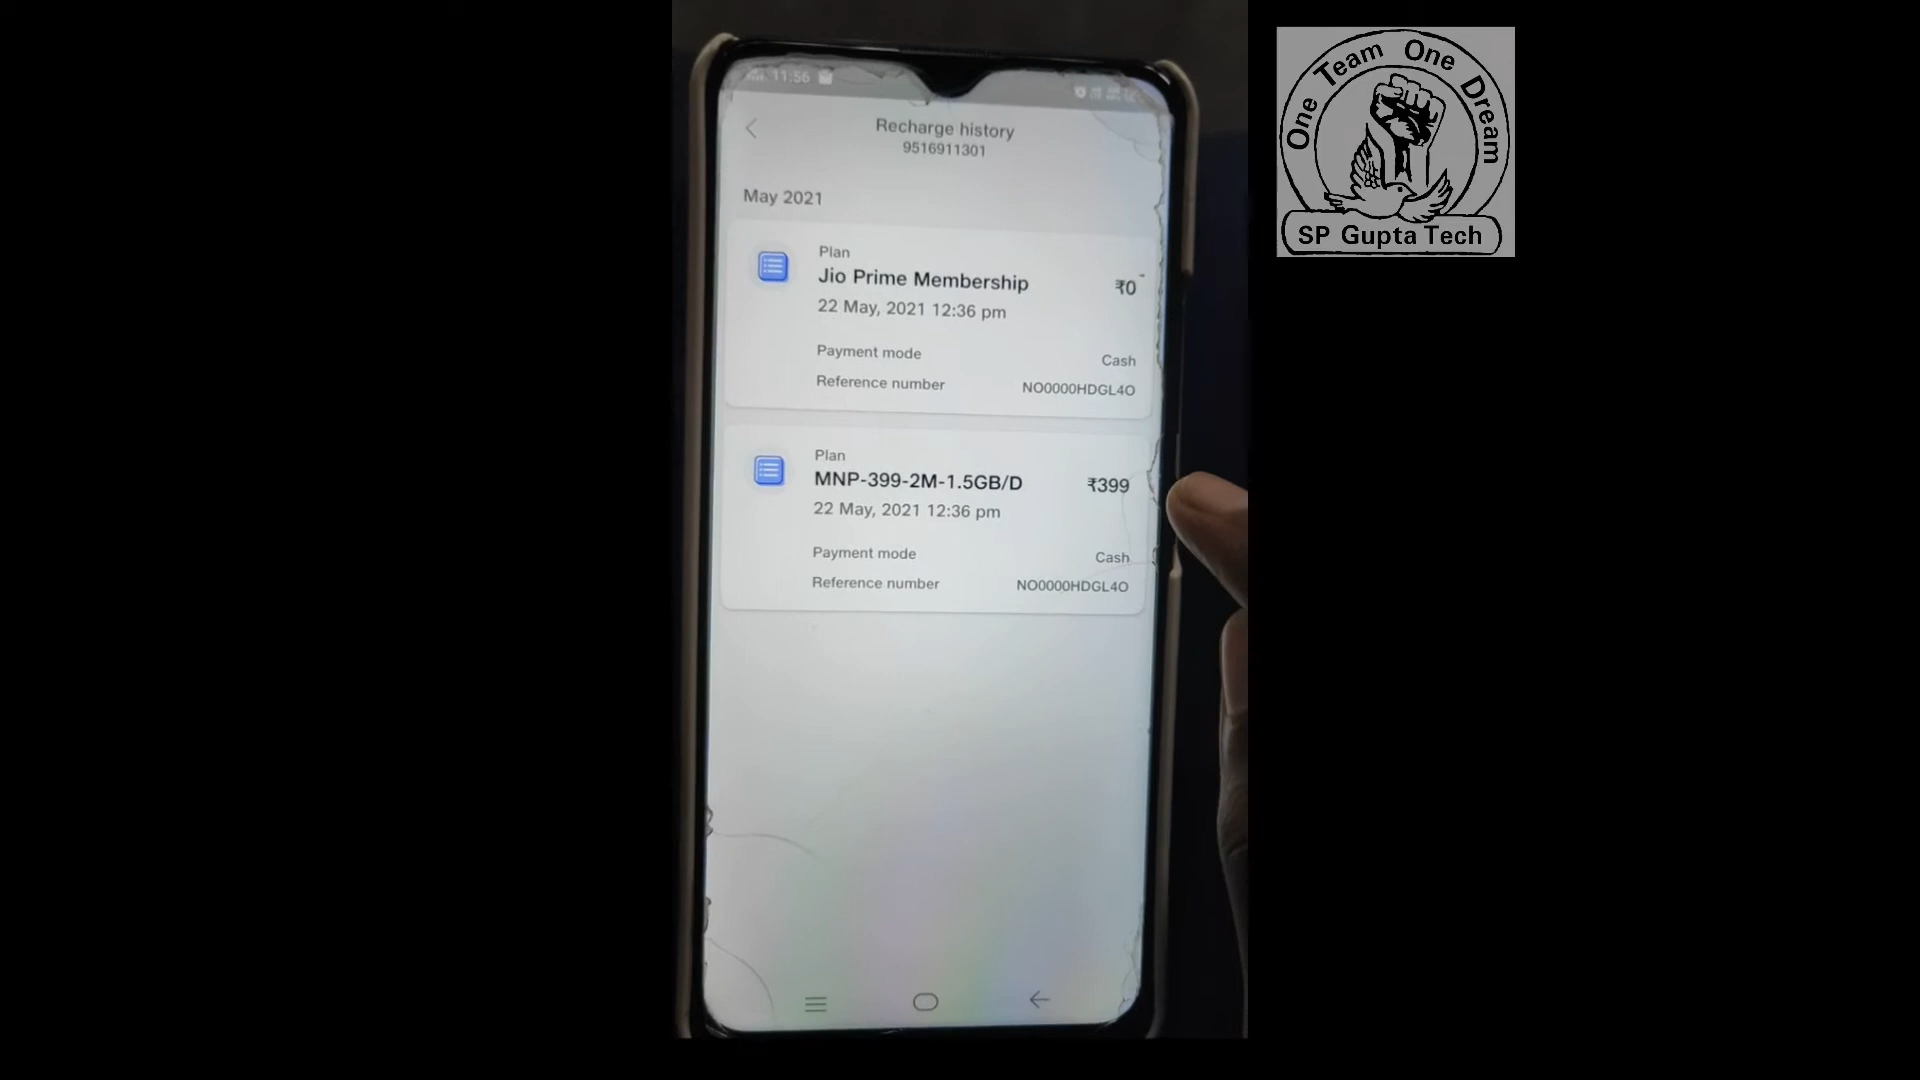 11:56
Recharge history
9516911301
May 2021
Plan
Jio Prime Membership
₹0
22 May, 2021 12:36 pm
Payment mode
Cash
Reference number
NO0000HDGL4O
Plan
MNP-399-2M-1.5GB/D
₹399
22 May, 2021 12:36 pm
Payment mode
Cash
Reference number
NO0000HDGL4O
One Team One Dream
SP Gupta Tech